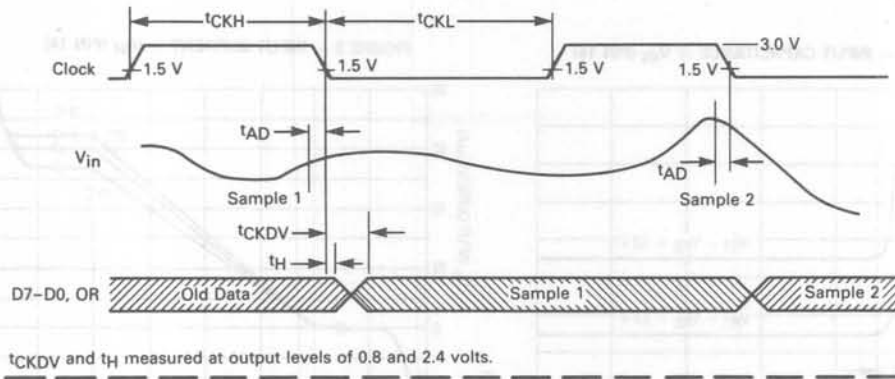 tCKH
tCKL
3.0 V
Clock
1.5 V
1.5 V
1.5 V
1.5 V
tAD
Vin
tAD
Sample 1
Sample 2
tCKDV
tH
D7–D0, OR
Old Data
Sample 1
Sample 2
tCKDV and tH measured at output levels of 0.8 and 2.4 volts.